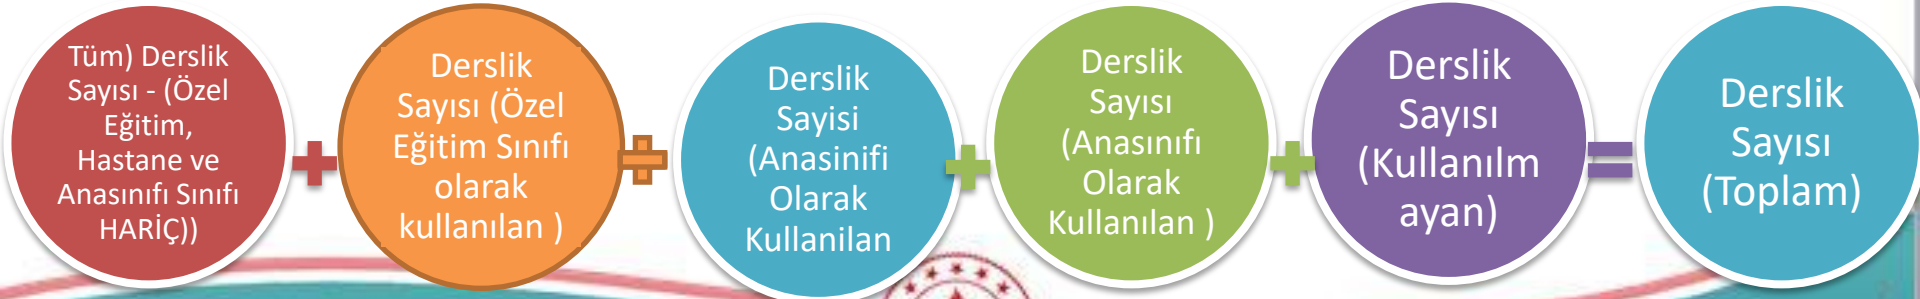 Tüm) Derslik
Sayısı - (Özel
Eğitim,
Hastane ve
Anasınıfı Sınıfı
HARİÇ))
Derslik
Sayısı (Özel
Eğitim Sınıfı
olarak
kullanılan )
Derslik
Sayisi
(Anasinifi
Olarak
Kullanilan
Derslik
Sayısı
(Anasınıfı
Olarak
Kullanılan )
Derslik
Sayısı
(Kullanılm
ayan)
Derslik
Sayısı
(Toplam)